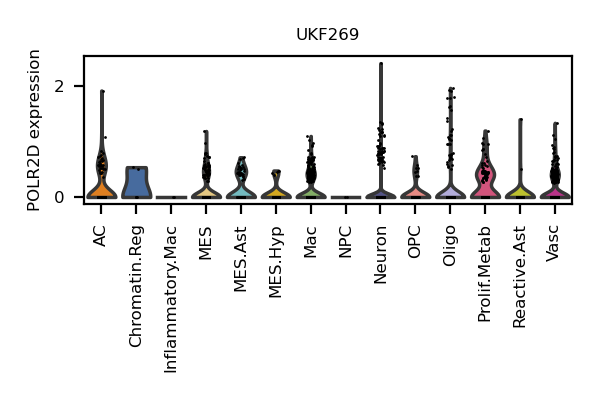 UKF269
POLR2D expression
2
0
AC
Chromatin.Reg
Inflammatory.Mac
MES
MES.Ast
MES.Hyp
Mac
NPC
Neuron
OPC
Oligo
Prolif.Metab
Reactive.Ast
Vasc